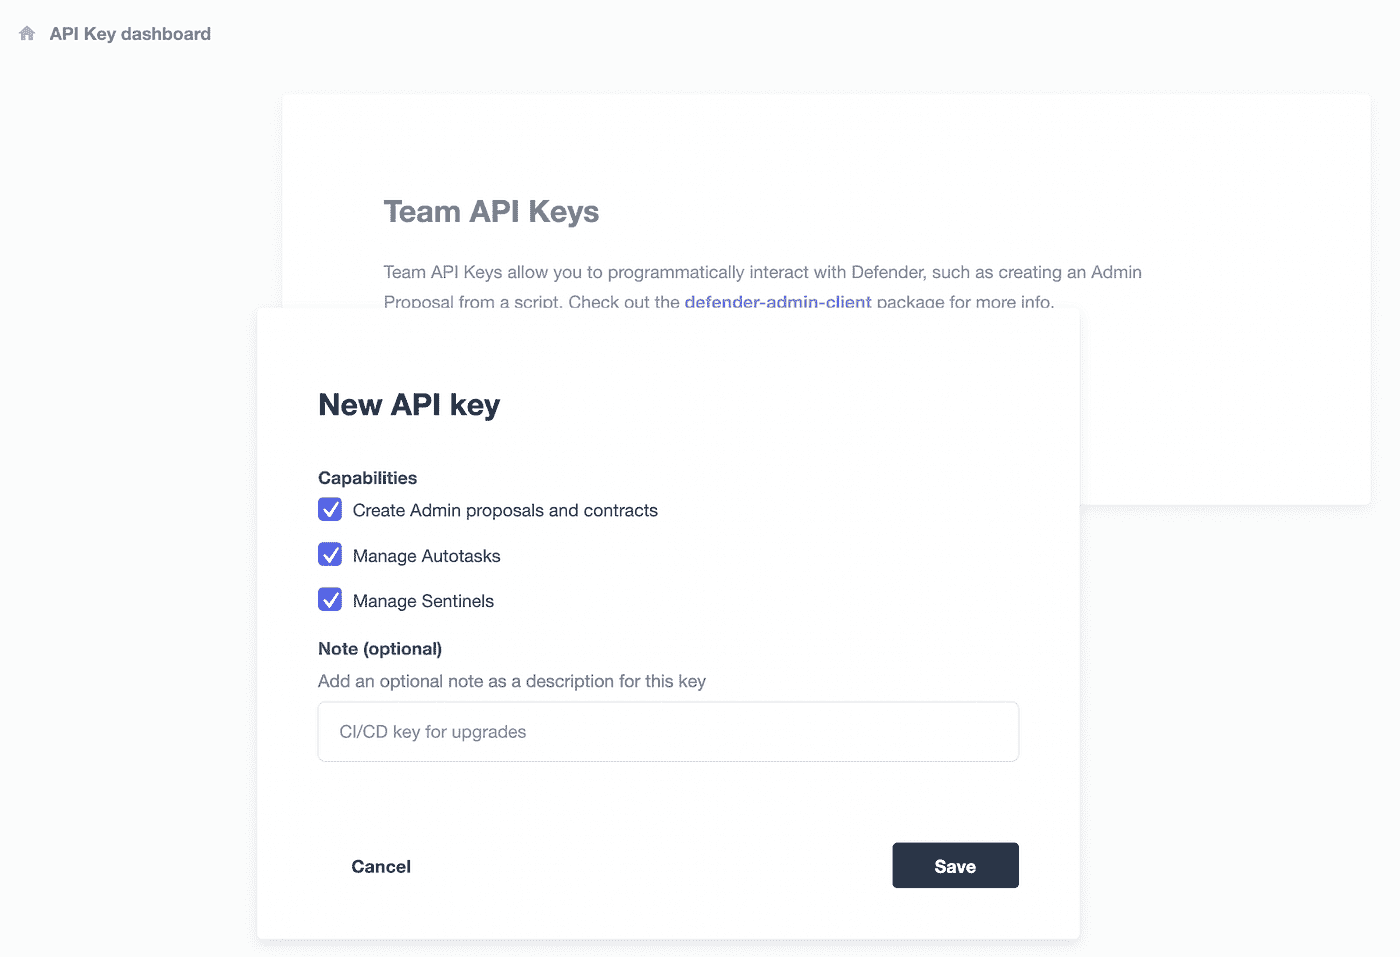 API Key dashboard
Team API Keys
Team API Keys allow you to programmatically interact with Defender, such as creating an Admin
Proposal from a script. Check out the defender-admin-client package for more info.
New API key
Capabilities
Create Admin proposals and contracts
Manage Autotasks
Manage Sentinels
Note (optional)
Add an optional note as a description for this key
CI/CD key for upgrades
Cancel
Save